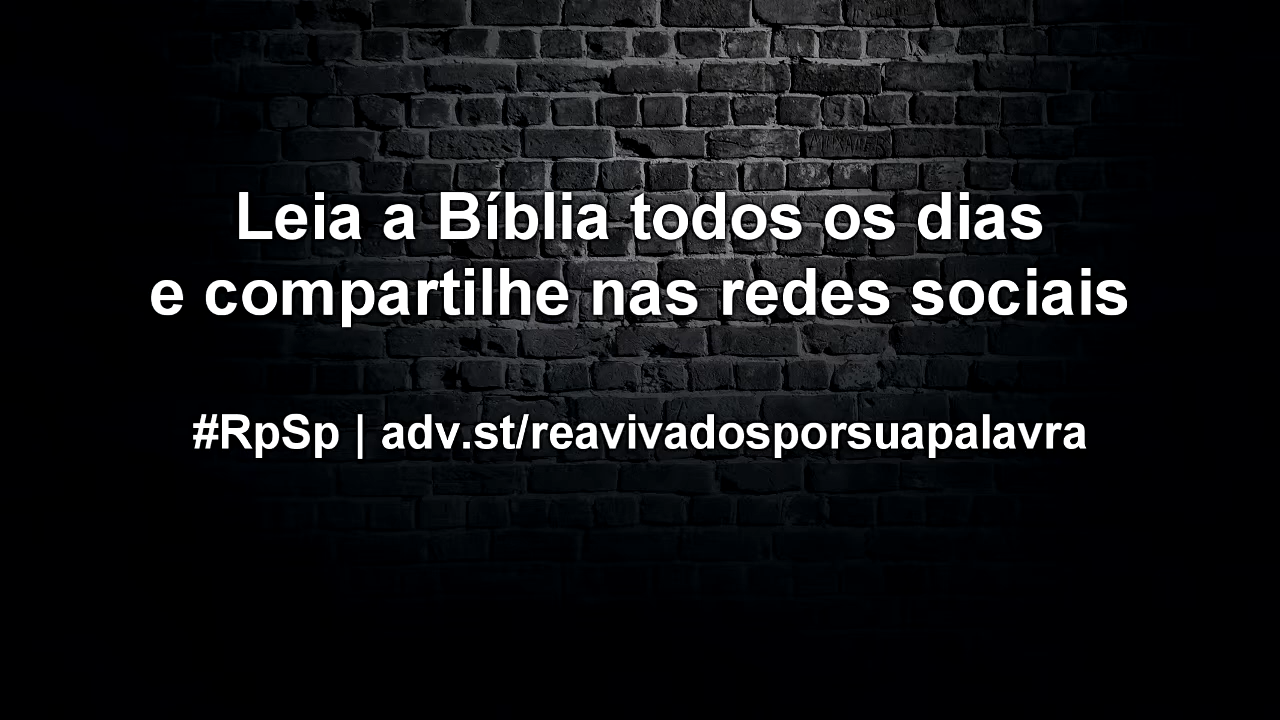 Leia a Bíblia todos os dias
e compartilhe nas redes sociais
#RpSp | adv.st/reavivadosporsuapalavra